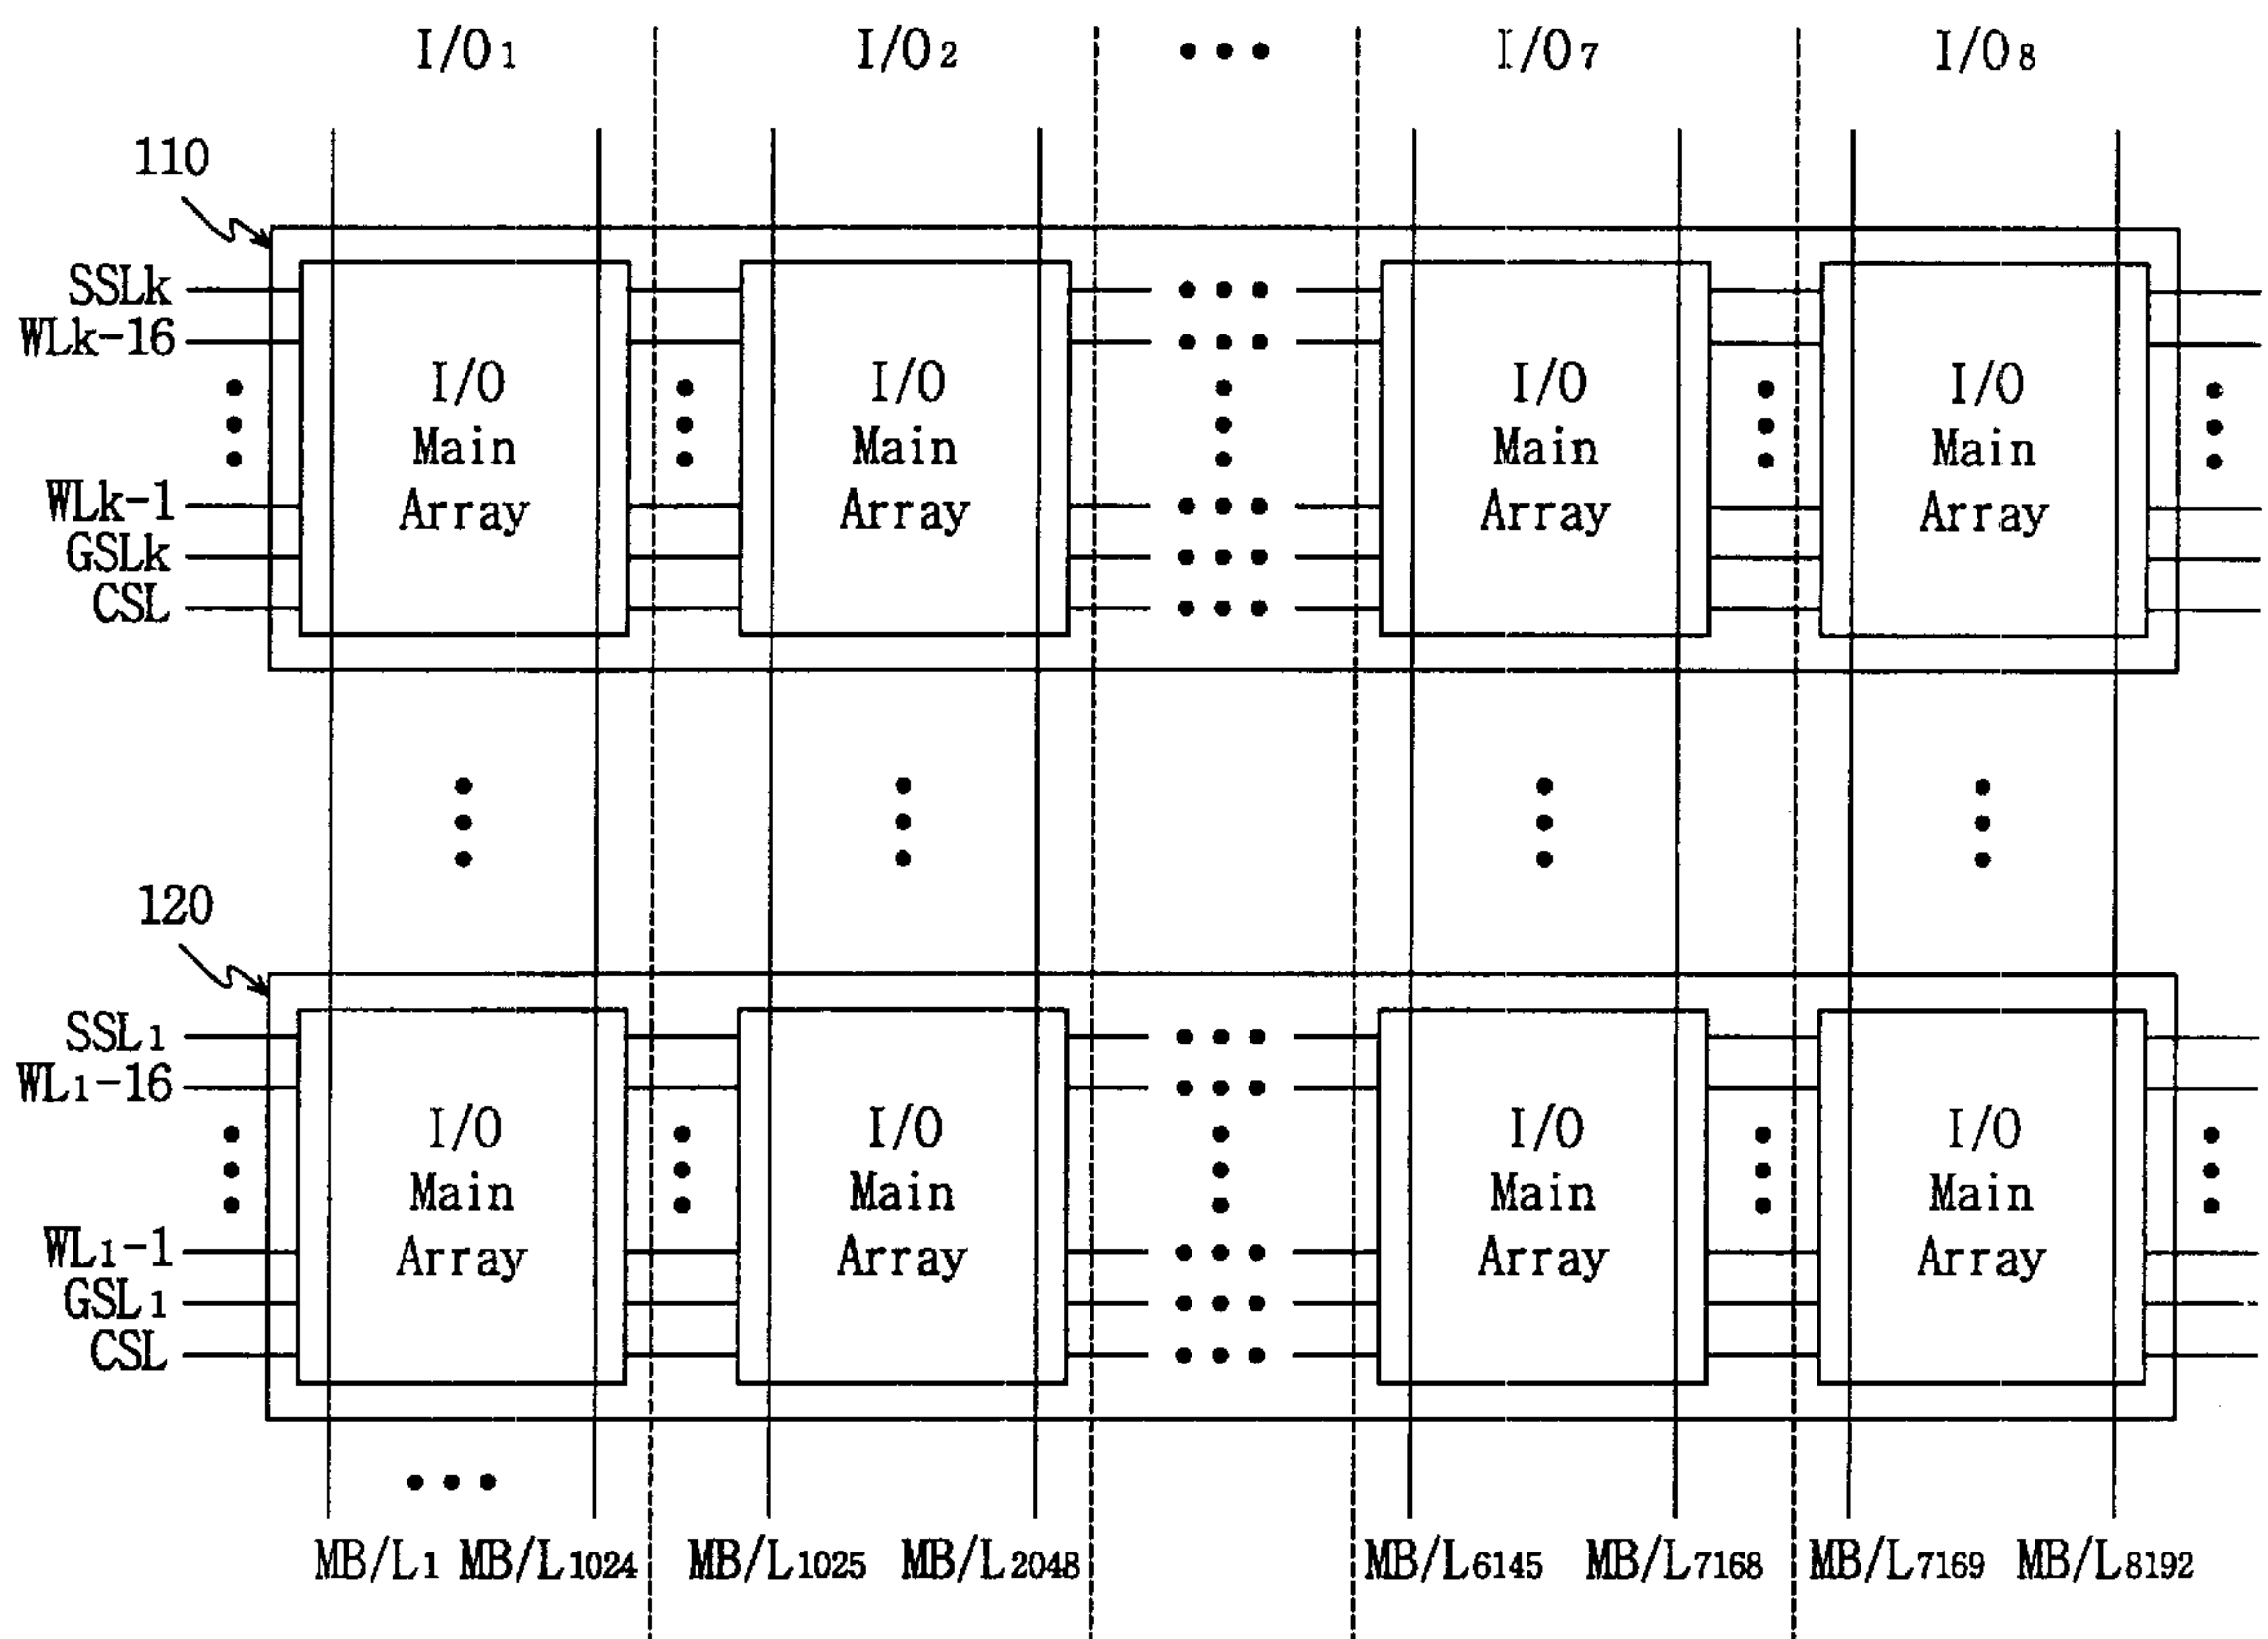 I/O1 I/O2 ••• I/O7 I/O8
110
SSLk
WLk-16
WLk-1
GSLk
CSL
I/O Main Array
I/O Main Array
I/O Main Array
I/O Main Array
120
SSL1
WL1-16
WL1-1
GSL1
CSL
I/O Main Array
I/O Main Array
I/O Main Array
I/O Main Array
MB/L1 MB/L1024 MB/L1025 MB/L2048 MB/L6145 MB/L7168 MB/L7169 MB/L8192